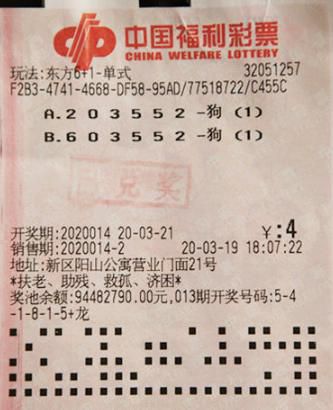 中国福利彩票
CHINA WELFARE LOTTERY
玩法:东方6+1-单式 32051257
F2B3-4741-4668-DF58-95AD/77518722/C455C
A.203552-狗 (1)
B.603552-狗 (1)
已兑奖
开奖期:2020014 20-03-21 ¥:4
销售期:2020014-2 20-03-19 18:07:22
地址:新区阳山公寓营业门面21号
*扶老、助残、救孤、济困*
奖池余额:94482790.00元,013期开奖号码:5-4
-1-8-1-5+龙